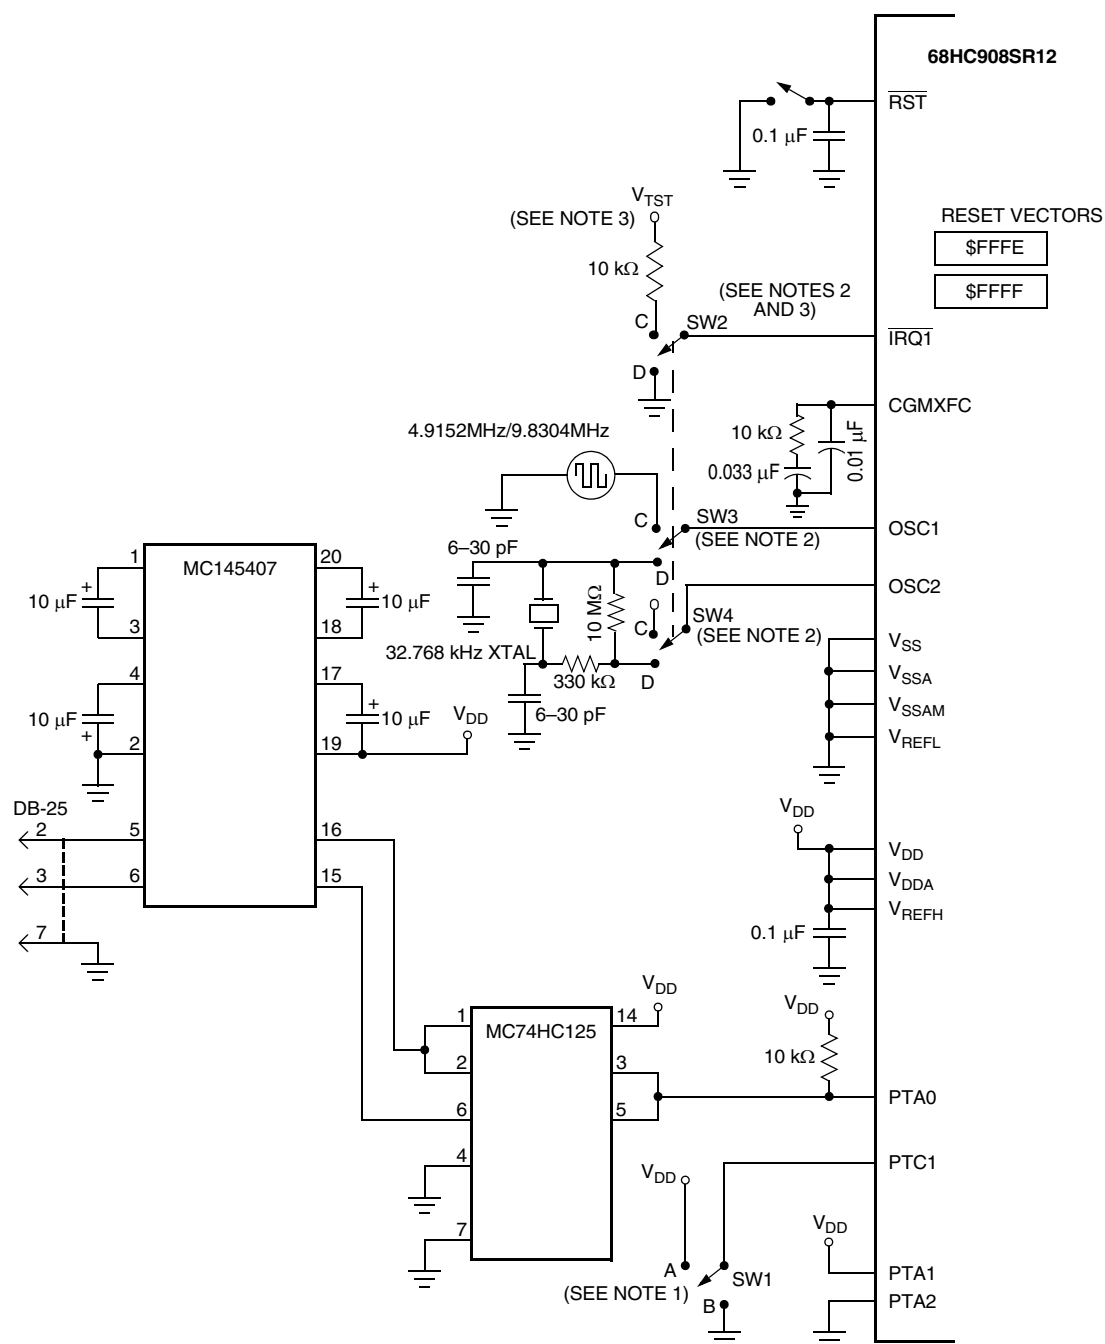 68HC908SR12
RST
0.1 µF
VTST
(SEE NOTE 3)
RESET VECTORS
$FFFE
$FFFF
10 kΩ
(SEE NOTES 2
AND 3)
C
SW2
IRQ1
D
CGMXFC
4.9152MHz/9.8304MHz
10 kΩ
0.01 µF
0.033 µF
C
SW3
OSC1
(SEE NOTE 2)
6–30 pF
D
OSC2
10 MΩ
C
SW4
(SEE NOTE 2)
32.768 kHz XTAL
330 kΩ
D
6–30 pF
VSS
VSSA
VSSAM
VREFL
MC145407
1
20
+
10 µF
+
10 µF
3
18
4
17
10 µF
+
+
10 µF
VDD
2
19
DB-25
2
5
16
3
6
15
7
VDD
VDD
VDDA
VREFH
0.1 µF
MC74HC125
1
14
VDD
2
3
6
5
4
7
VDD
10 kΩ
PTA0
PTC1
VDD
A
SW1
(SEE NOTE 1)
B
VDD
PTA1
PTA2